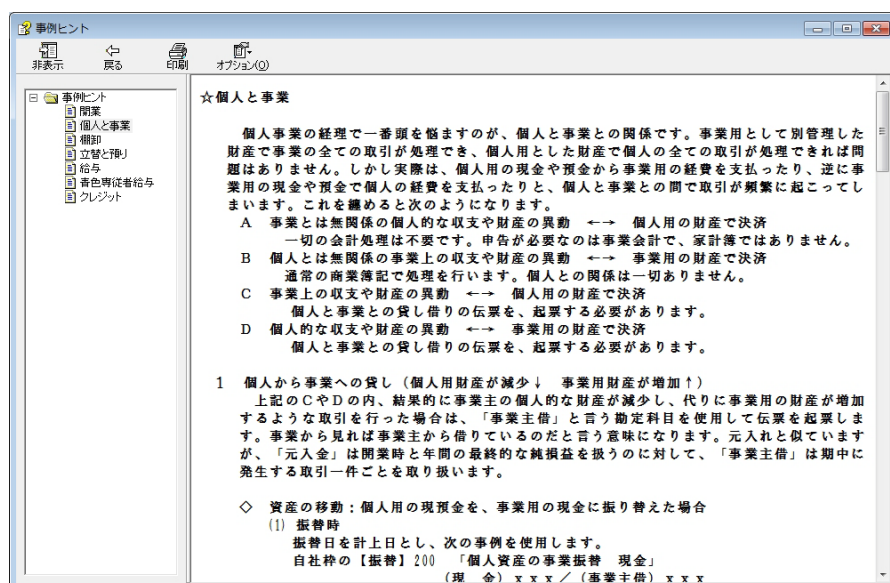 事例ヒント
非表示 戻る 印刷 オプション(O)
事例ヒント
開業
個人と事業
棚卸
立替と預り
給与
青色専従者給与
クレジット
☆個人と事業
個人事業の経理で一番頭を悩ますのが、個人と事業との関係です。事業用として別管理した
財産で事業の全ての取引が処理でき、個人用とした財産で個人の全ての取引が処理できれば問
題はありません。しかし実際は、個人用の現金や預金から事業用の経費を支払ったり、逆に事
業用の現金や預金で個人の経費を支払ったりと、個人と事業との間で取引が頻繁に起こってし
まいます。これを纏めると次のようになります。
A 事業とは無関係の個人的な収支や財産の異動 ←→ 個人用の財産で決済
一切の会計処理は不要です。申告が必要なのは事業会計で、家計簿ではありません。
B 個人とは無関係の事業上の収支や財産の異動 ←→ 事業用の財産で決済
通常の商業簿記で処理を行います。個人との関係は一切ありません。
C 事業上の収支や財産の異動 ←→ 個人用の財産で決済
個人と事業との貸し借りの伝票を、起票する必要があります。
D 個人的な収支や財産の異動 ←→ 事業用の財産で決済
個人と事業との貸し借りの伝票を、起票する必要があります。
1 個人から事業への貸し（個人用財産が減少↓ 事業用財産が増加↑）
上記のCやDの内、結果的に事業主の個人的な財産が減少し、代りに事業用の財産が増加
するような取引を行った場合は、「事業主借」と言う勘定科目を使用して伝票を起票しま
す。事業から見れば事業主から借りているのだと言う意味になります。元入れと似ています
が、「元入金」は開業時と年間の最終的な純損益を扱うのに対して、「事業主借」は期中に
発生する取引一件ごとを取り扱います。
◇ 資産の移動：個人用の現預金を、事業用の現金に振り替えた場合
(1) 振替時
振替日を計上日とし、次の事例を使用します。
自社枠の【振替】200 「個人資産の事業振替 現金」
（現 金）ｘｘｘ／（事業主借）ｘｘｘ